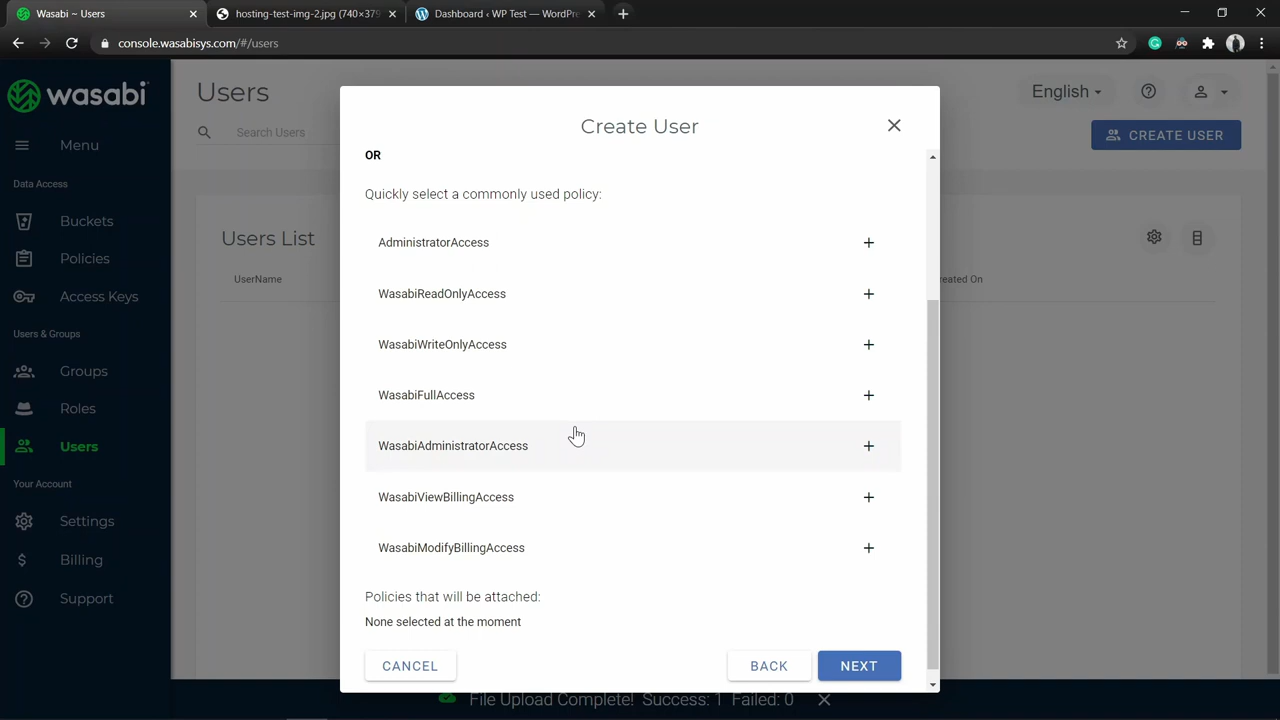 Wasabi ~ Users
hosting-test-img-2.jpg (740×379
Dashboard ‹ WP Test — WordPre
console.wasabisys.com/#/users
wasabi
Menu
Data Access
Buckets
Policies
Access Keys
Users & Groups
Groups
Roles
Users
Your Account
Settings
Billing
Support
Users
Search Users
English
CREATE USER
Users List
UserName
reated On
Create User
OR
Quickly select a commonly used policy:
AdministratorAccess
WasabiReadOnlyAccess
WasabiWriteOnlyAccess
WasabiFullAccess
WasabiAdministratorAccess
WasabiViewBillingAccess
WasabiModifyBillingAccess
Policies that will be attached:
None selected at the moment
CANCEL
BACK
NEXT
File Upload Complete! Success: 1 Failed: 0